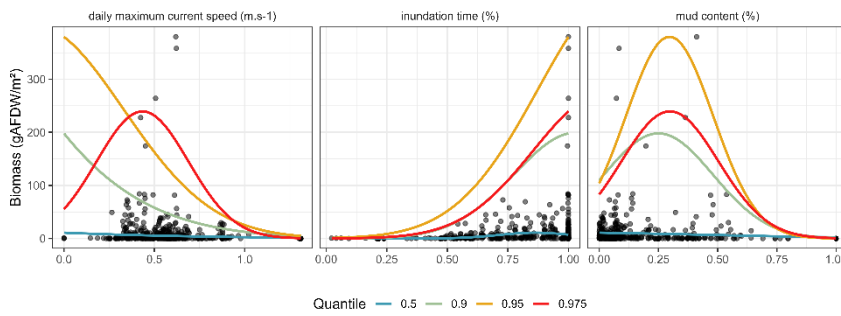 daily maximum current speed (m.s-1) inundation time (%) mud content (%)
Biomass (gAFDW/m²)
300
200
100
0
0.0 0.5 1.0 0.00 0.25 0.50 0.75 1.00 0.00 0.25 0.50 0.75 1.0
Quantile 0.5 0.9 0.95 0.975